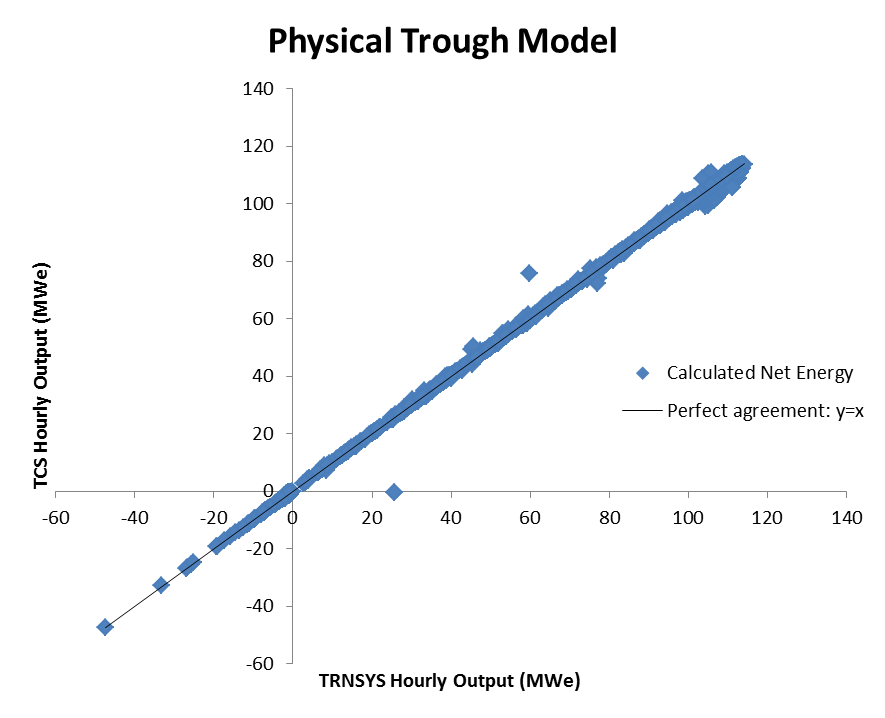 Physical Trough Model
140
120
100
80
60
40
20
0
-20
-40
-60
-60 -40 -20 0 20 40 60 80 100 120 140
TCS Hourly Output (MWe)
TRNSYS Hourly Output (MWe)
Calculated Net Energy
Perfect agreement: y=x